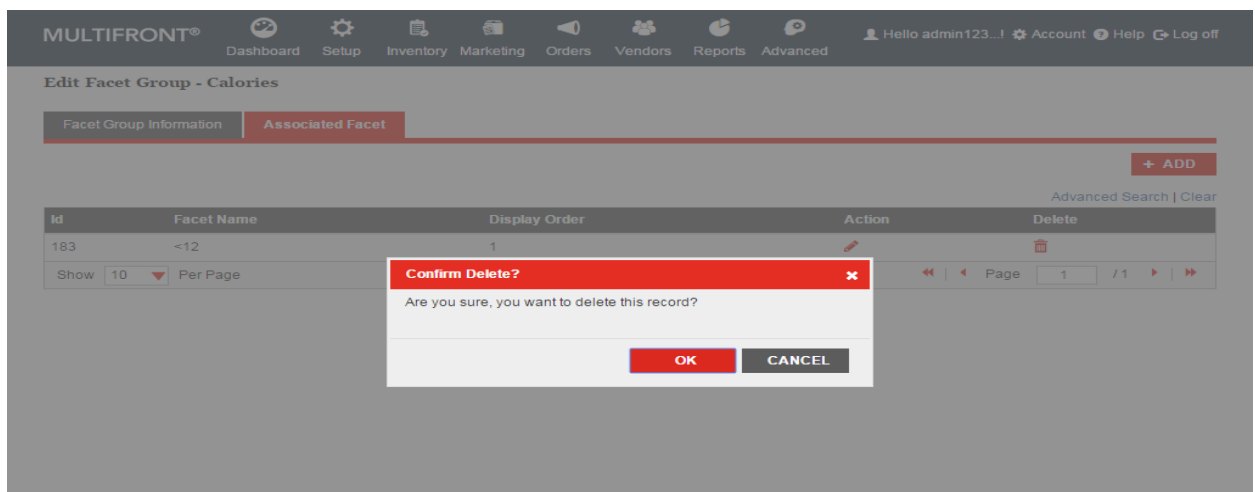 MULTIFRONT®
Dashboard Setup Inventory Marketing Orders Vendors Reports Advanced
Hello admin123...! Account Help Log off
Edit Facet Group - Calories
Facet Group Information Associated Facet
+ ADD
Advanced Search | Clear
Id Facet Name Display Order Action Delete
183 <12 1
Show 10 Per Page Page 1 / 1
Confirm Delete?
Are you sure, you want to delete this record?
OK CANCEL